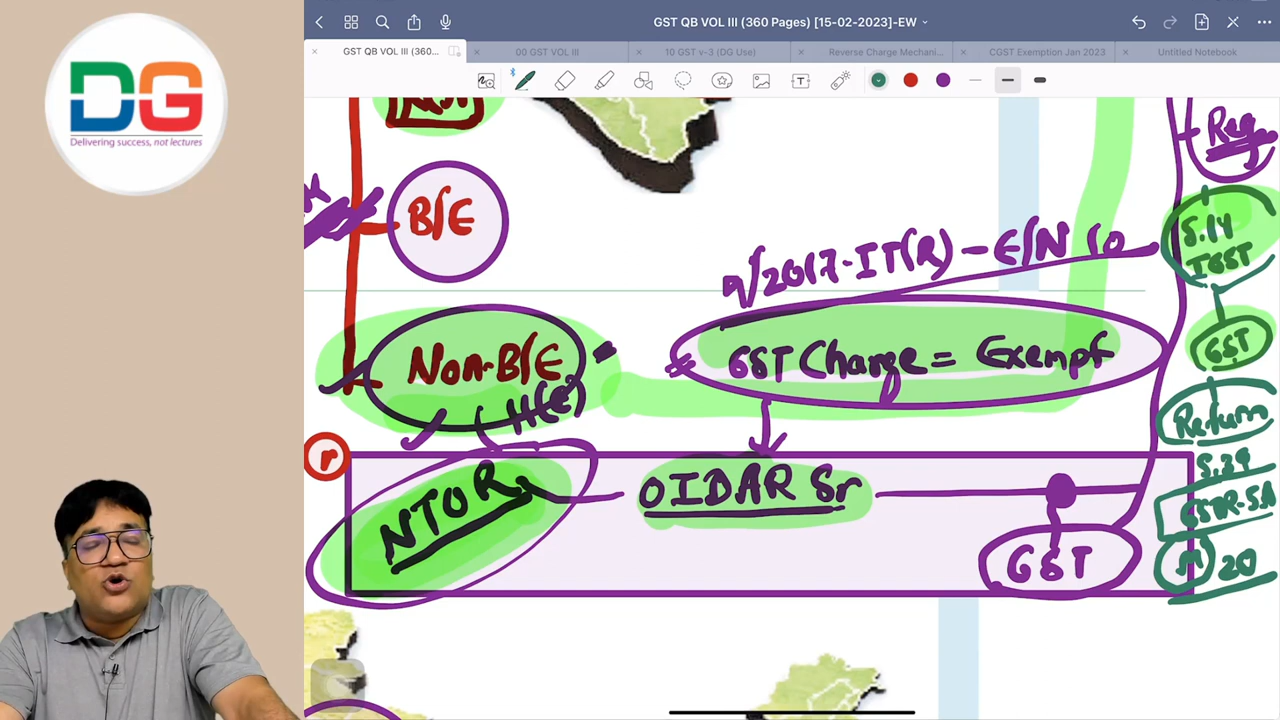 DG
Delivering success, not lectures
GST QB VOL III (360 Pages) [15-02-2023]-EW
GST QB VOL III (360...
00 GST VOL III
10 GST v-3 (DG Use)
Reverse Charge Mechani...
CGST Exemption Jan 2023
Untitled Notebook
T
Reg
B/E
S.14
IGST
9/2017-IT(R) - E/N 10
GST
Non-B/E =
GST Charge = Exempt
H(E)
Return
S.39
r
NTOR
OIDAR Sr
GSTR-5A
GST
M 20